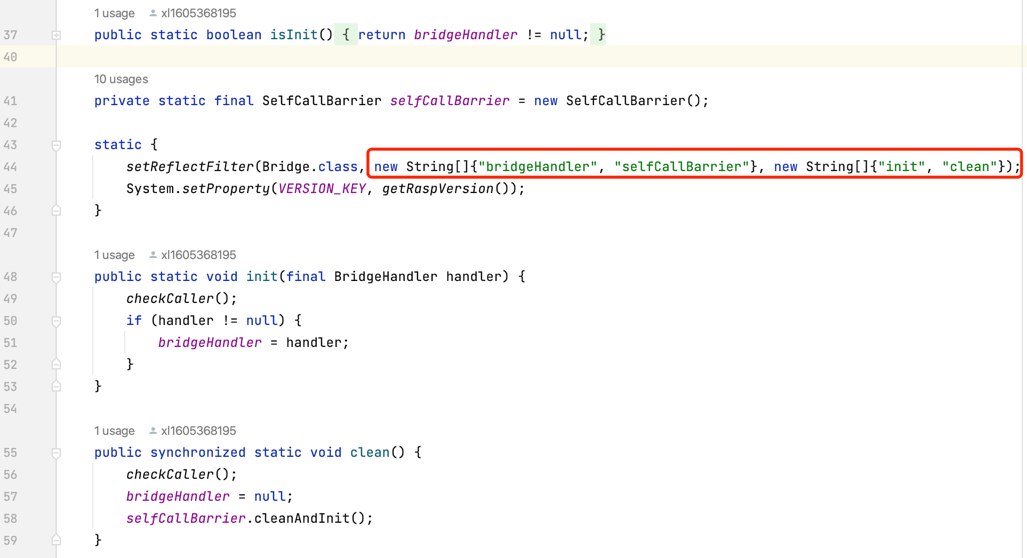 1 usage xl1605368195
37 public static boolean isInit() { return bridgeHandler != null; }
40
10 usages
41 private static final SelfCallBarrier selfCallBarrier = new SelfCallBarrier();
42
43 static {
44 setReflectFilter(Bridge.class, new String[]{"bridgeHandler", "selfCallBarrier"}, new String[]{"init", "clean"});
45 System.setProperty(VERSION_KEY, getRaspVersion());
46 }
47
1 usage xl1605368195
48 public static void init(final BridgeHandler handler) {
49 checkCaller();
50 if (handler != null) {
51 bridgeHandler = handler;
52 }
53 }
54
1 usage xl1605368195
55 public synchronized static void clean() {
56 checkCaller();
57 bridgeHandler = null;
58 selfCallBarrier.cleanAndInit();
59 }